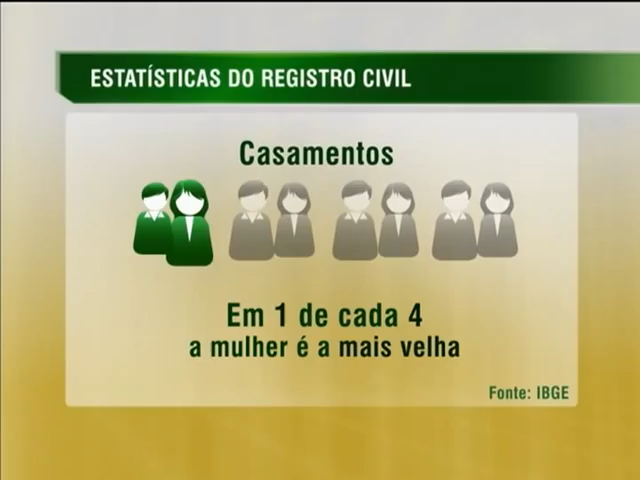 ESTATÍSTICAS DO REGISTRO CIVIL
Casamentos
Em 1 de cada 4
a mulher é a mais velha
Fonte: IBGE